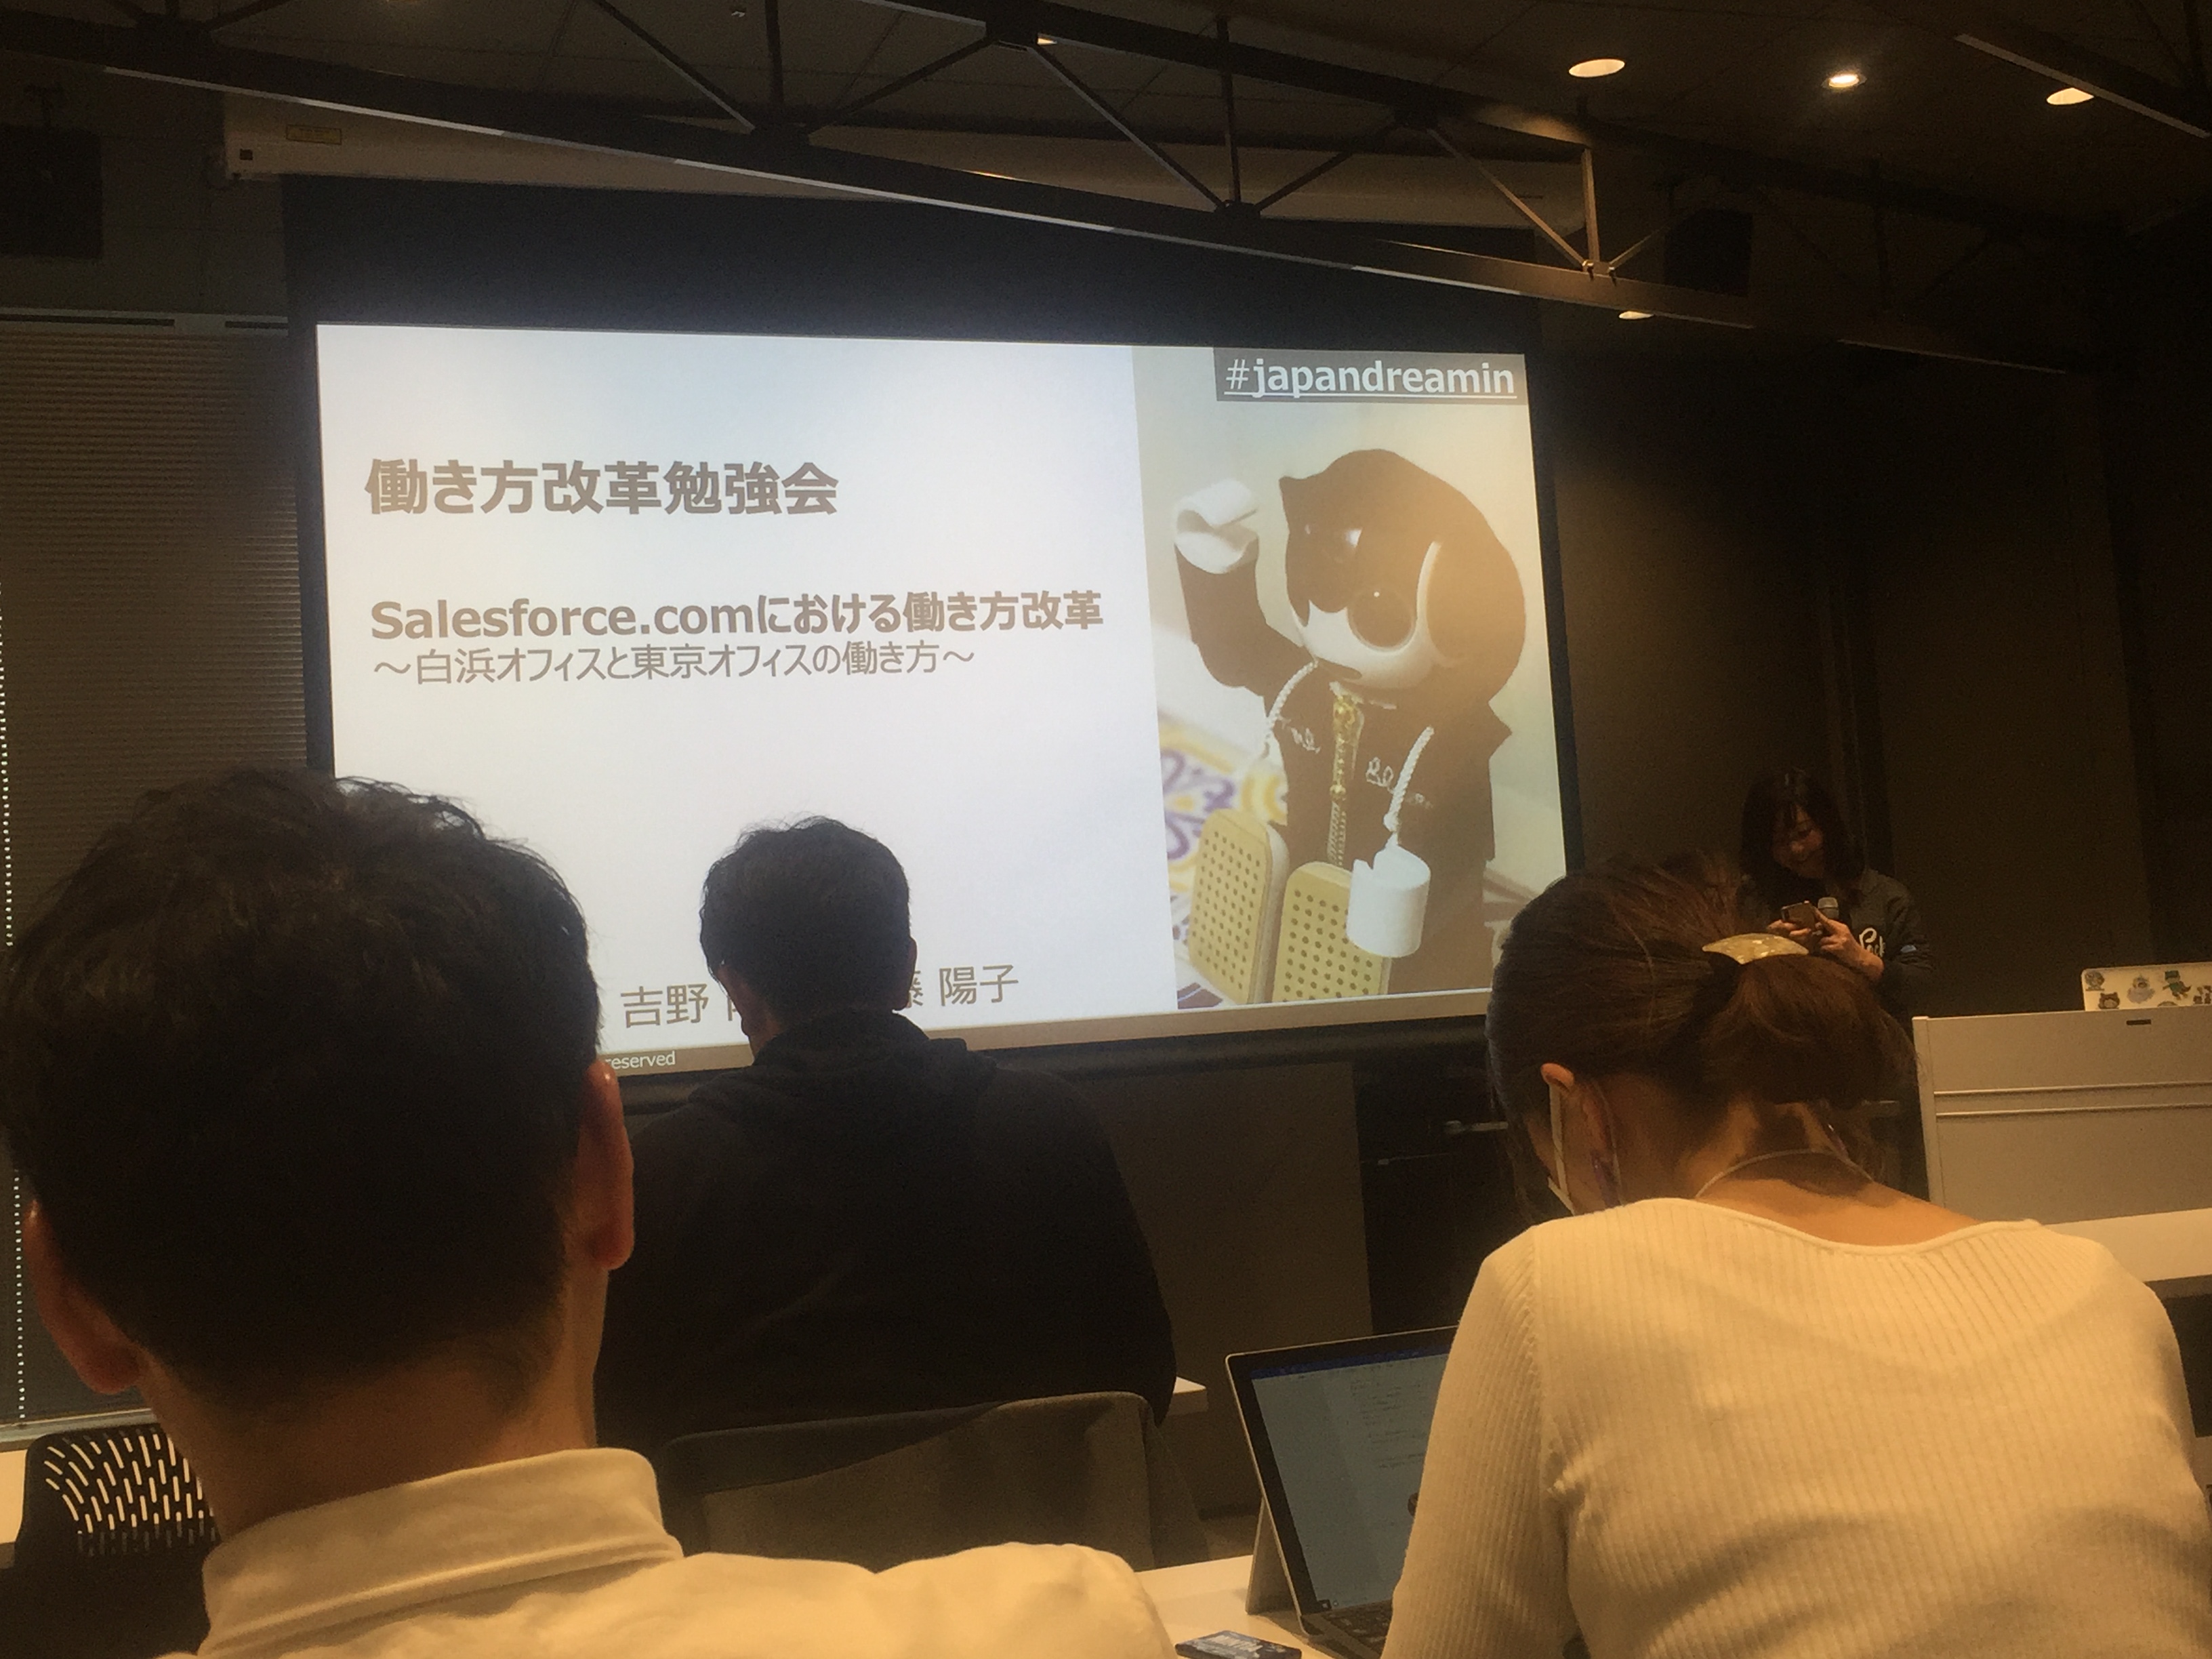 #japandreamin
働き方改革勉強会
Salesforce.comにおける働き方改革
～白浜オフィスと東京オフィスの働き方～
吉野 藤 陽子
reserved